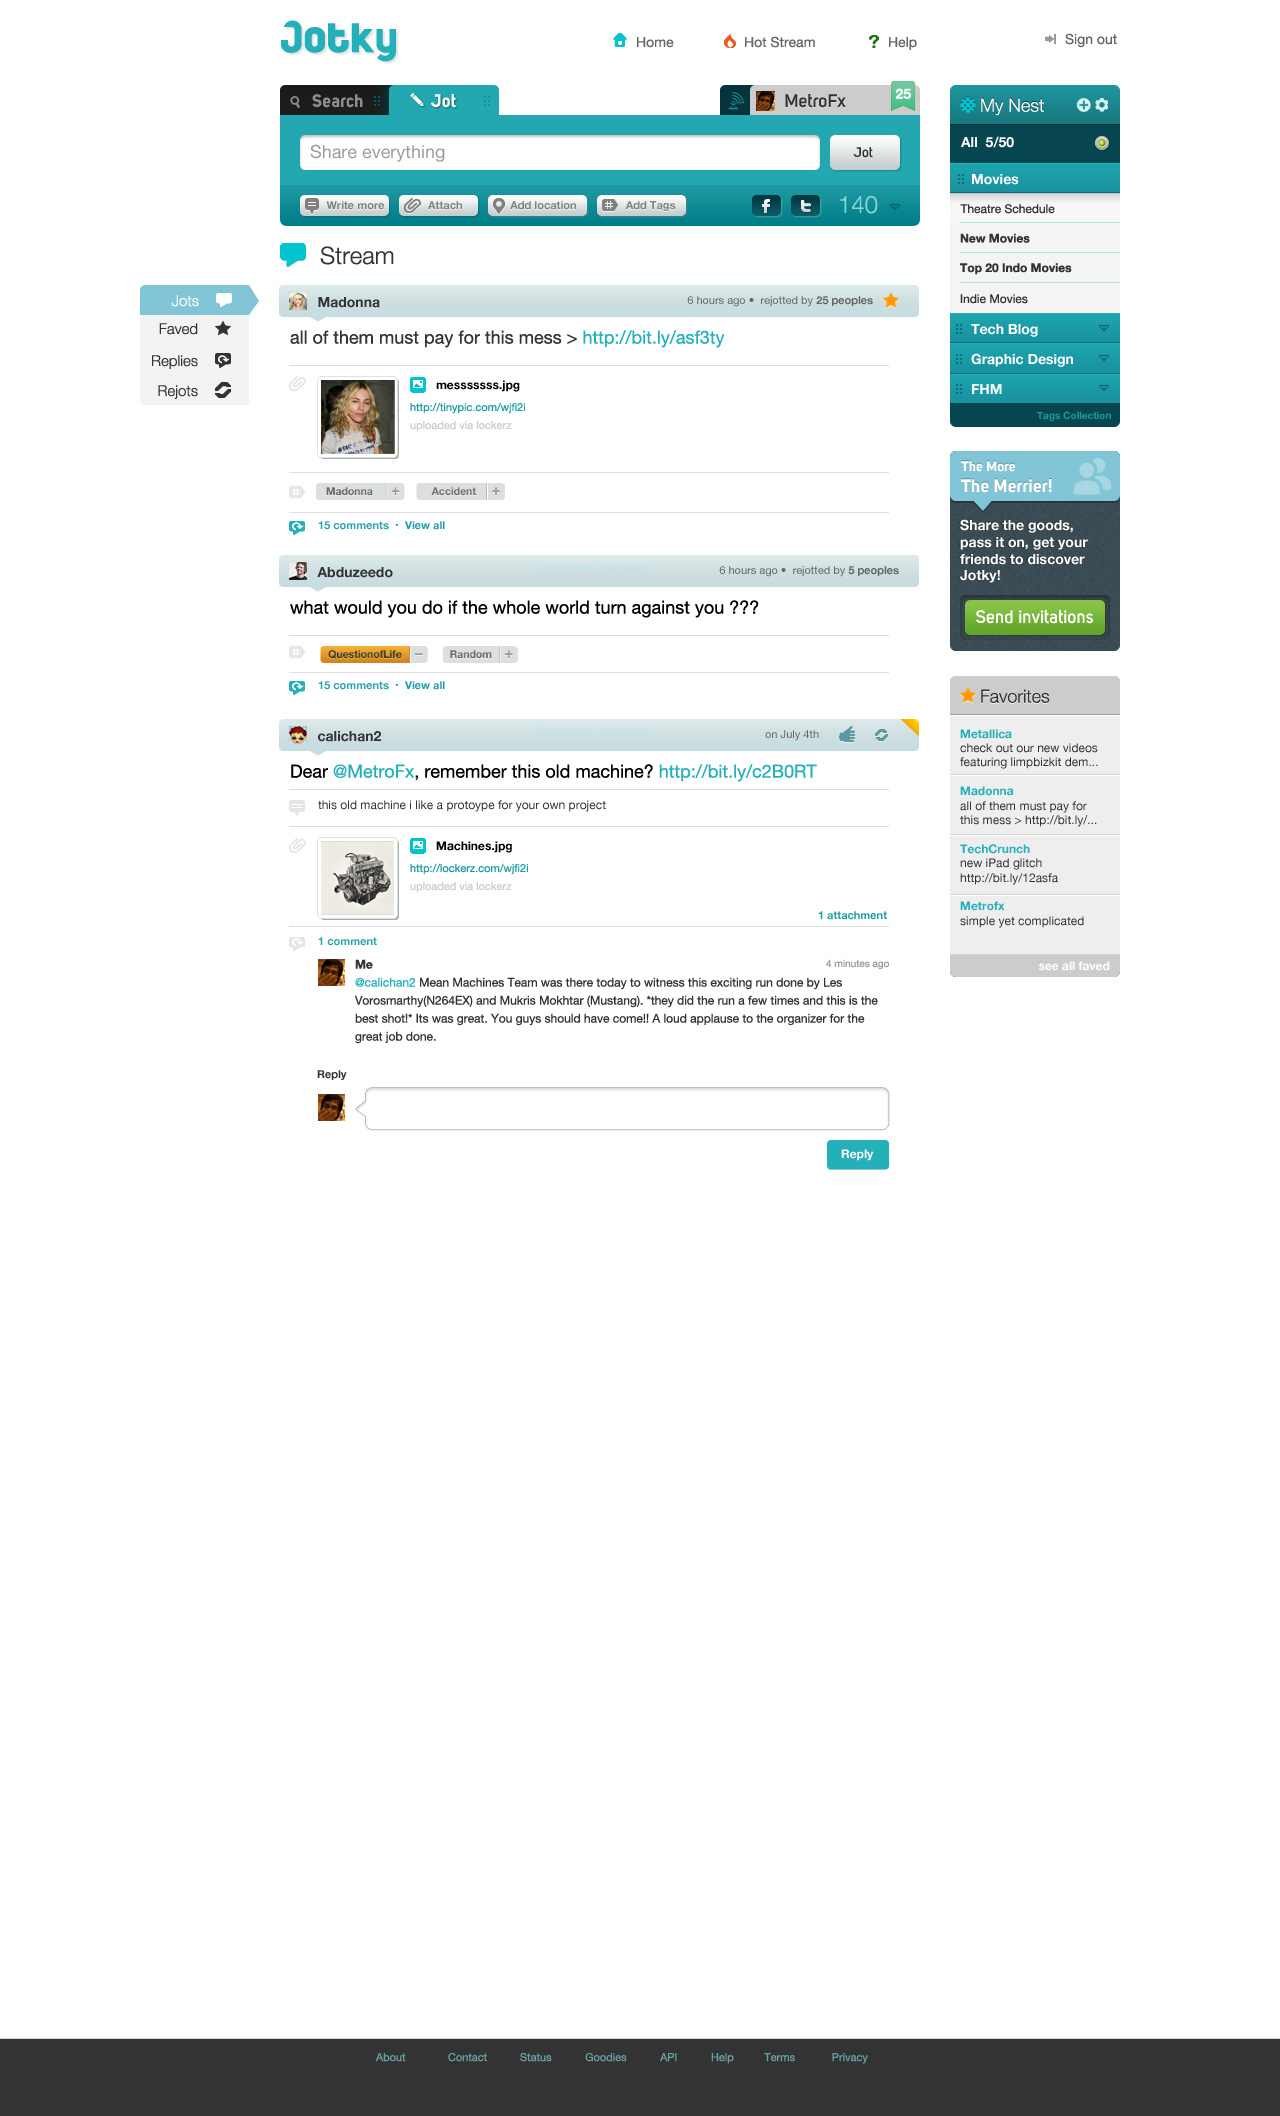 Jotky
Home
Hot Stream
? Help
Sign out
Search
Jot
MetroFx
25
Share everything
Jot
Write more
Attach
Add location
Add Tags
f
t
140
Stream
Jots
Faved
Replies
Rejots
Madonna
6 hours ago • rejotted by 25 peoples
all of them must pay for this mess > http://bit.ly/asf3ty
messsssss.jpg
http://tinypic.com/wjfi2i
uploaded via lockerz
Madonna +
Accident +
15 comments · View all
Abduzeedo
6 hours ago • rejotted by 5 peoples
what would you do if the whole world turn against you ???
QuestionofLife −
Random +
15 comments · View all
calichan2
on July 4th
Dear @MetroFx, remember this old machine? http://bit.ly/c2B0RT
this old machine i like a protoype for your own project
Machines.jpg
http://lockerz.com/wjfi2i
uploaded via lockerz
1 attachment
1 comment
Me
4 minutes ago
@calichan2 Mean Machines Team was there today to witness this exciting run done by Les
Vorosmarthy(N264EX) and Mukris Mokhtar (Mustang). *they did the run a few times and this is the
best shot!* Its was great. You guys should have come!! A loud applause to the organizer for the
great job done.
Reply
Reply
My Nest
All 5/50
Movies
Theatre Schedule
New Movies
Top 20 Indo Movies
Indie Movies
Tech Blog
Graphic Design
FHM
Tags Collection
The More
The Merrier!
Share the goods,
pass it on, get your
friends to discover
Jotky!
Send invitations
Favorites
Metallica
check out our new videos
featuring limpbizkit dem...
Madonna
all of them must pay for
this mess > http://bit.ly/...
TechCrunch
new iPad glitch
http://bit.ly/12asfa
Metrofx
simple yet complicated
see all faved
About
Contact
Status
Goodies
API
Help
Terms
Privacy